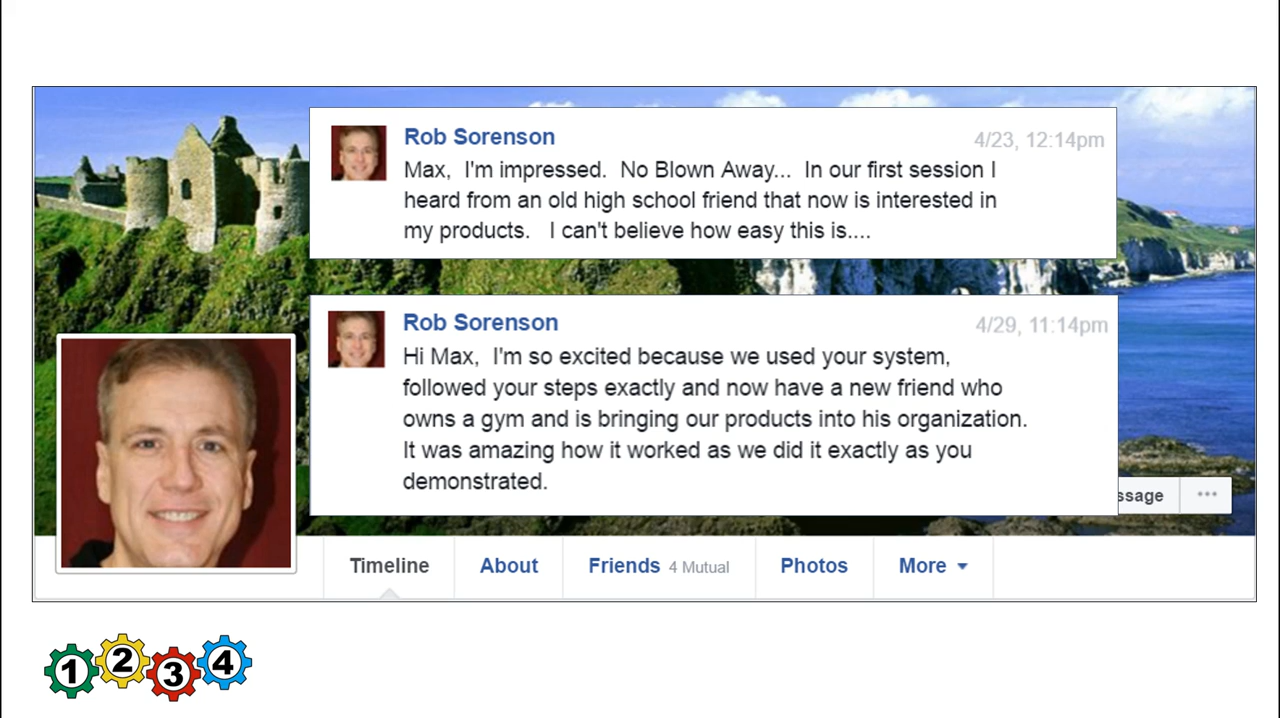 Rob Sorenson
4/23, 12:14pm
Max, I'm impressed. No Blown Away... In our first session I
heard from an old high school friend that now is interested in
my products. I can't believe how easy this is....
Rob Sorenson
4/29, 11:14pm
Hi Max, I'm so excited because we used your system,
followed your steps exactly and now have a new friend who
owns a gym and is bringing our products into his organization.
It was amazing how it worked as we did it exactly as you
demonstrated.
ssage ...
Timeline About Friends 4 Mutual Photos More
1 2 3 4